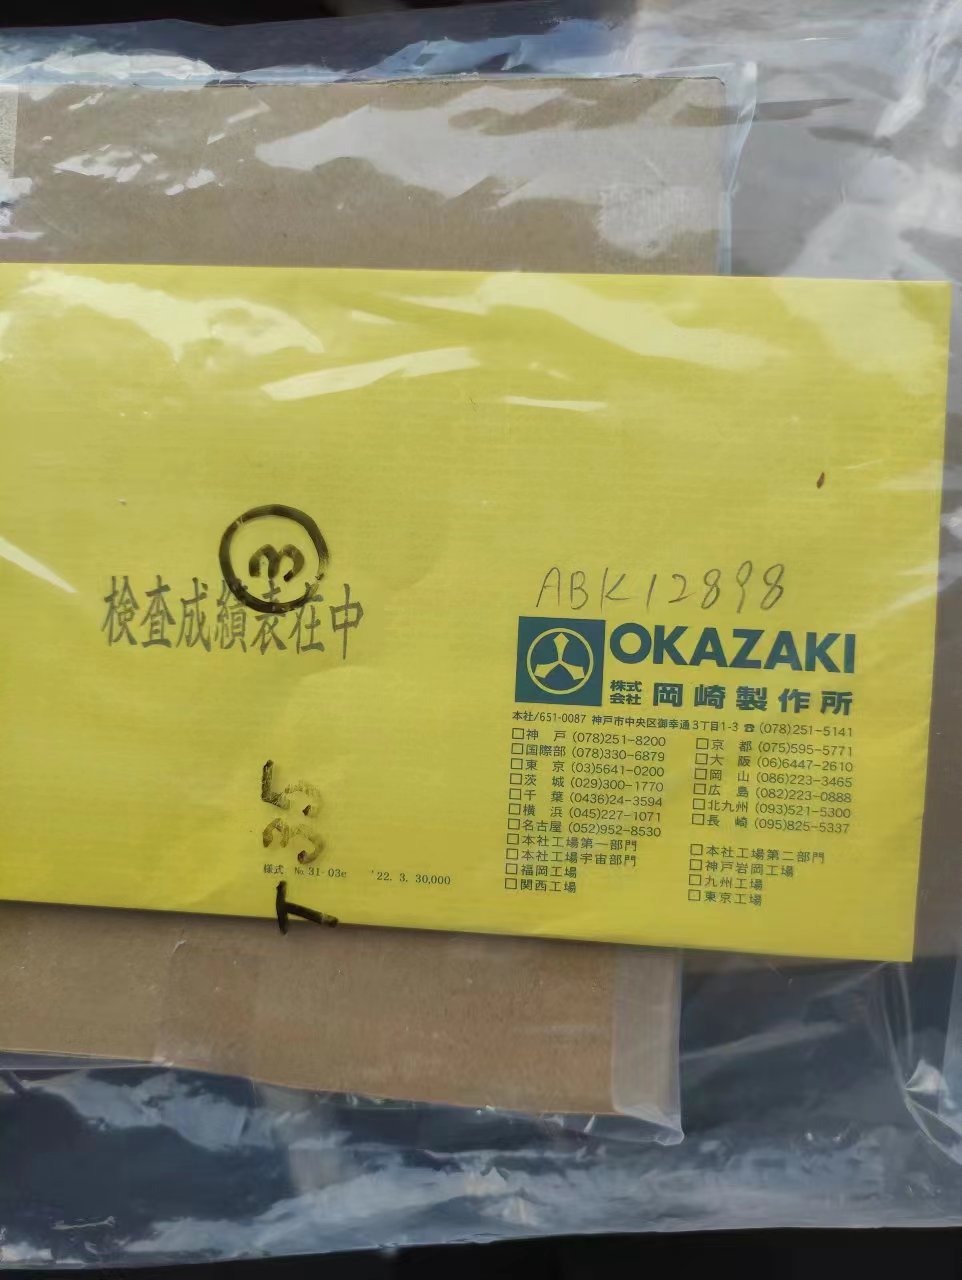 ③
検査成績表在中
ABK12898
OKAZAKI
株式会社 岡崎製作所
本社/651-0087 神戸市中央区御幸通3丁目1-3 ☎(078)251-5141
□神 戸 (078)251-8200
□国際部 (078)330-6879
□東 京 (03)5641-0200
□茨 城 (029)300-1770
□千 葉 (0436)24-3594
□横 浜 (045)227-1071
□名古屋 (052)952-8530
□本社工場第一部門
□本社工場宇宙部門
□福岡工場
□関西工場
□京 都 (075)595-5771
□大 阪 (06)6447-2610
□岡 山 (086)223-3465
□広 島 (082)223-0888
□北九州 (093)521-5300
□長 崎 (095)825-5337
□本社工場第二部門
□神戸岩岡工場
□九州工場
□東京工場
様式 No.31-03e '22. 3. 30,000